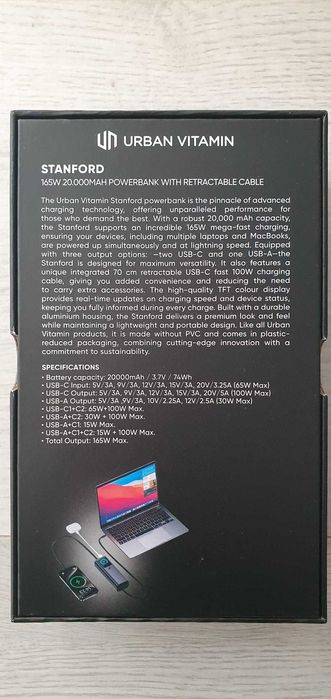 URBAN VITAMIN
STANFORD
165W 20.000MAH POWERBANK WITH RETRACTABLE CABLE
The Urban Vitamin Stanford powerbank is the pinnacle of advanced
charging technology, offering unparalleled performance for
those who demand the best. With a robust 20,000 mAh capacity,
the Stanford supports an incredible 165W mega-fast charging,
ensuring your devices, including multiple laptops and MacBooks,
are powered up simultaneously and at lightning speed. Equipped
with three output options: —two USB-C and one USB-A—the
Stanford is designed for maximum versatility. It also features a
unique integrated 70 cm retractable USB-C fast 100W charging
cable, giving you added convenience and reducing the need
to carry extra accessories. The high-quality TFT colour display
provides real-time updates on charging speed and device status,
keeping you fully informed during every charge. Built with a durable
aluminium housing, the Stanford delivers a premium look and feel
while maintaining a lightweight and portable design. Like all Urban
Vitamin products, it is made without PVC and comes in plastic-
reduced packaging, combining cutting-edge innovation with a
commitment to sustainability.
SPECIFICATIONS
• Battery capacity: 20000mAh / 3.7V / 74Wh
• USB-C Input: 5V/3A, 9V/3A, 12V/3A, 15V/3A, 20V/3.25A (65W Max)
• USB-C Output: 5V/3A, 9V/3A, 12V/3A, 15V/3A, 20V/5A (100W Max)
• USB-A Output: 5V/3A ,9V/3A, 10V/2.25A, 12V/2.5A (30W Max)
• USB-C1+C2: 65W+100W Max.
• USB-A+C2: 30W + 100W Max.
• USB-A+C1: 15W Max.
• USB-A+C1+C2: 15W + 100W Max.
• Total Output: 165W Max.